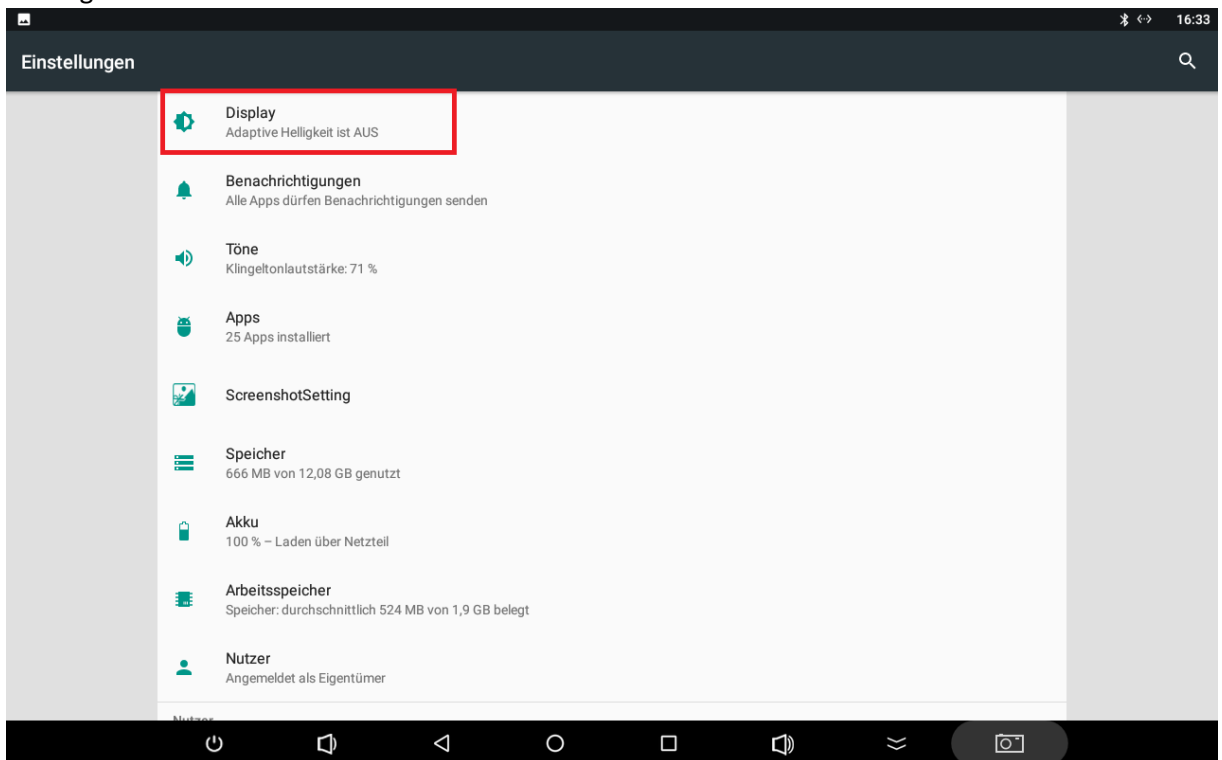 16:33
Einstellungen
Display
Adaptive Helligkeit ist AUS
Benachrichtigungen
Alle Apps dürfen Benachrichtigungen senden
Töne
Klingeltonlautstärke: 71 %
Apps
25 Apps installiert
ScreenshotSetting
Speicher
666 MB von 12,08 GB genutzt
Akku
100 % – Laden über Netzteil
Arbeitsspeicher
Speicher: durchschnittlich 524 MB von 1,9 GB belegt
Nutzer
Angemeldet als Eigentümer
Nutzer